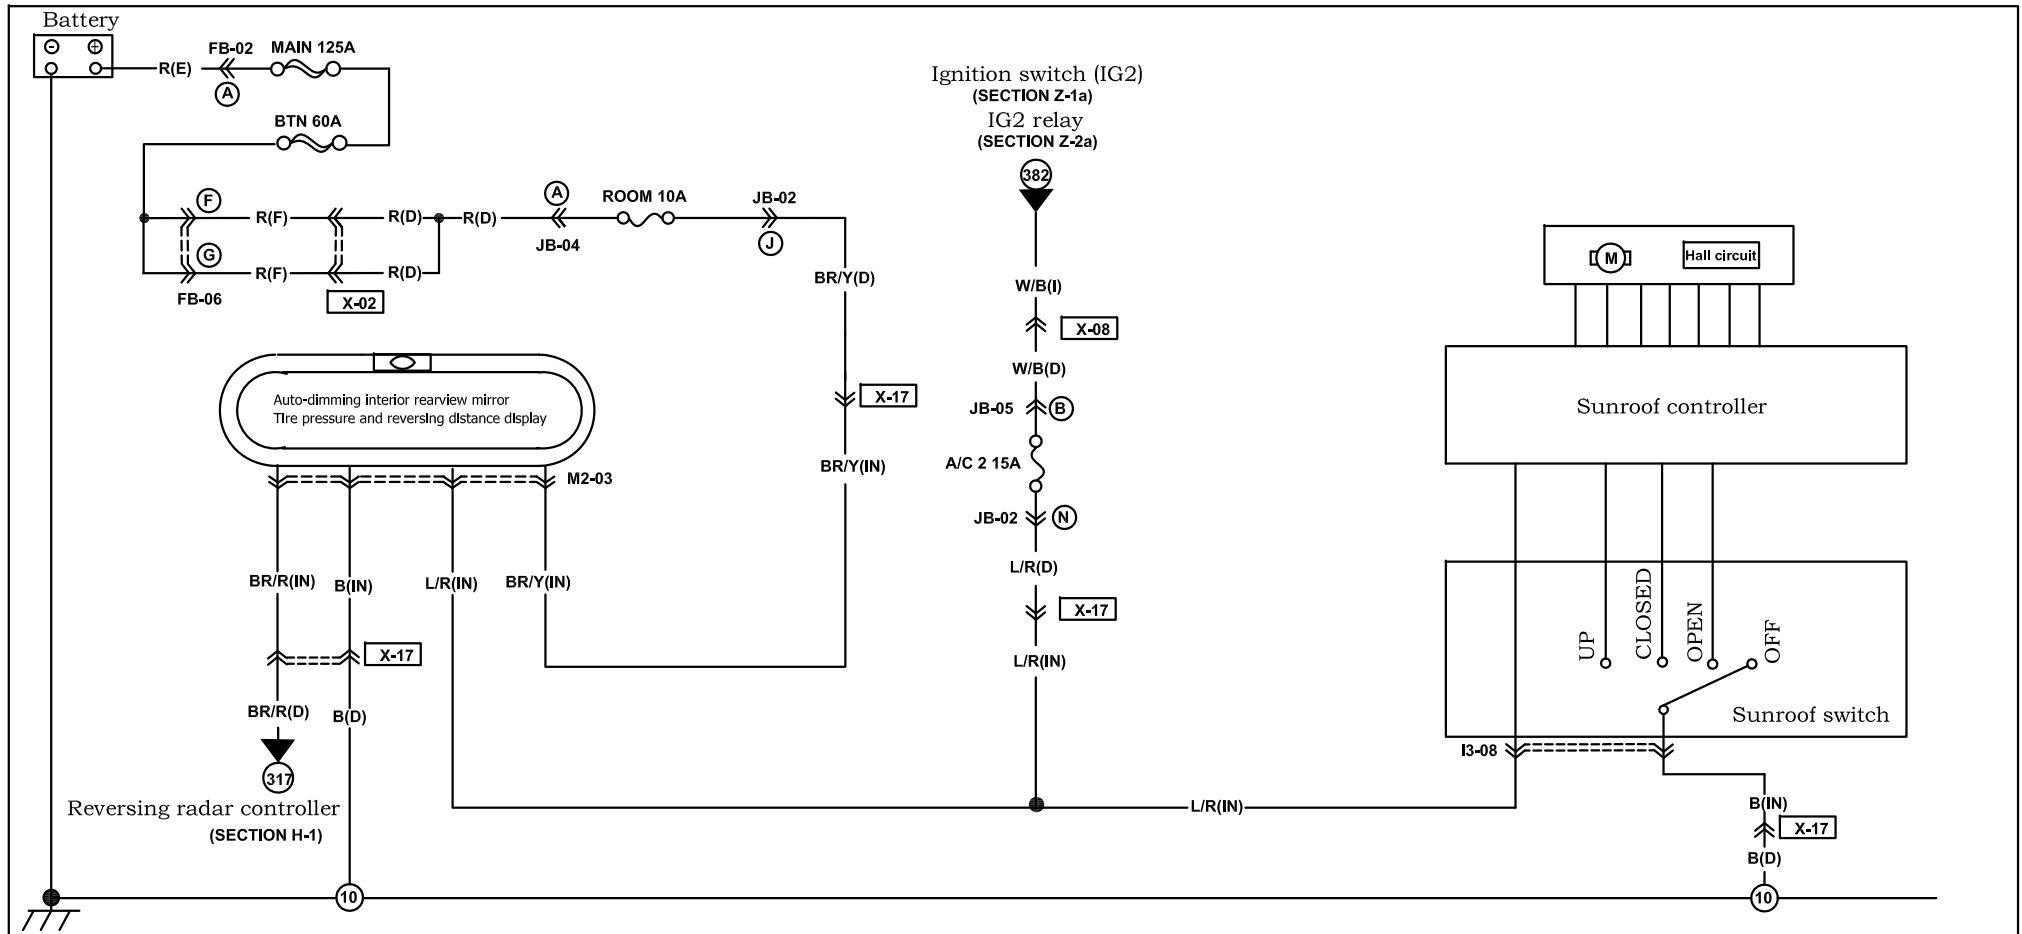 Battery
FB-02
MAIN 125A
R(E)
A
BTN 60A
F
R(F)
R(D)
R(D)
A
JB-04
ROOM 10A
JB-02
J
G
R(F)
R(D)
FB-06
X-02
BR/Y(D)
X-17
BR/Y(IN)
Ignition switch (IG2)
(SECTION Z-1a)
IG2 relay
(SECTION Z-2a)
382
W/B(I)
X-08
W/B(D)
JB-05
B
A/C 2 15A
JB-02
N
L/R(D)
X-17
L/R(IN)
Auto-dimming interior rearview mirror
TIre pressure and reversing distance display
M2-03
BR/R(IN)
B(IN)
L/R(IN)
BR/Y(IN)
X-17
BR/R(D)
B(D)
317
Reversing radar controller
(SECTION H-1)
10
L/R(IN)
M
Hall circuit
Sunroof controller
UP
CLOSED
OPEN
OFF
Sunroof switch
I3-08
B(IN)
X-17
B(D)
10